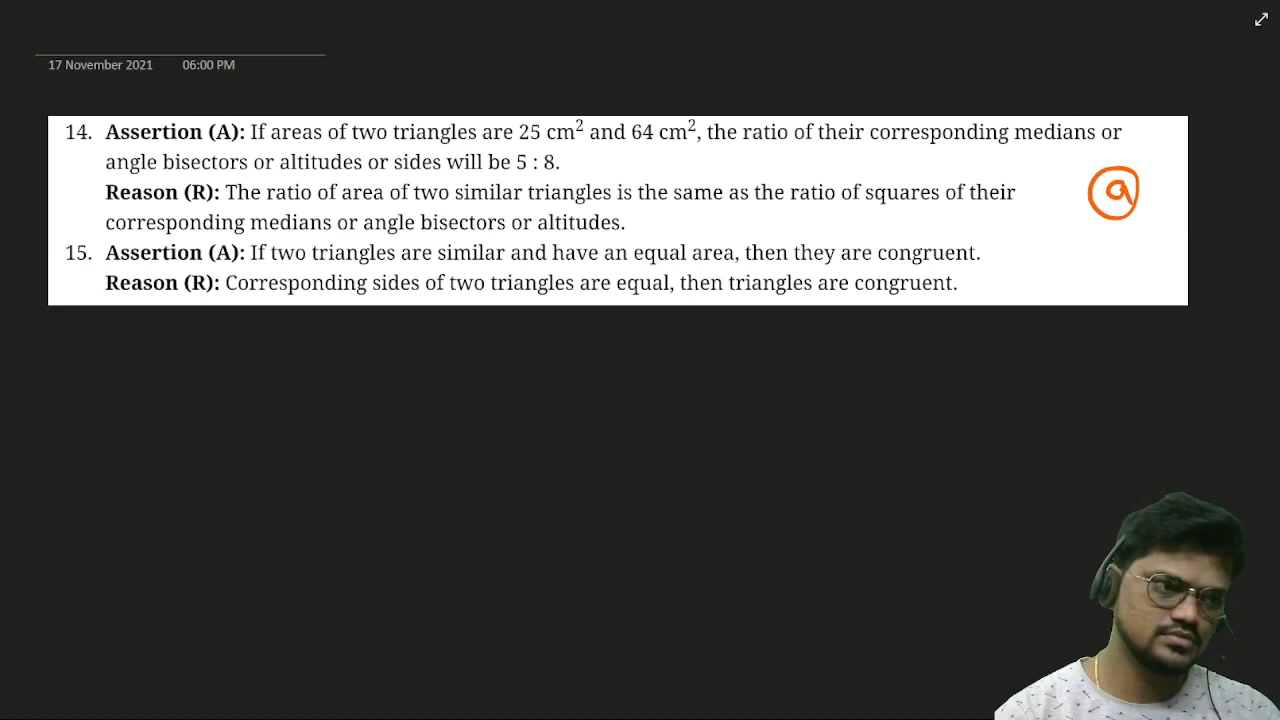 17 November 2021 06:00 PM
14. Assertion (A): If areas of two triangles are 25 cm² and 64 cm², the ratio of their corresponding medians or
angle bisectors or altitudes or sides will be 5 : 8.
Reason (R): The ratio of area of two similar triangles is the same as the ratio of squares of their
corresponding medians or angle bisectors or altitudes.
a
15. Assertion (A): If two triangles are similar and have an equal area, then they are congruent.
Reason (R): Corresponding sides of two triangles are equal, then triangles are congruent.